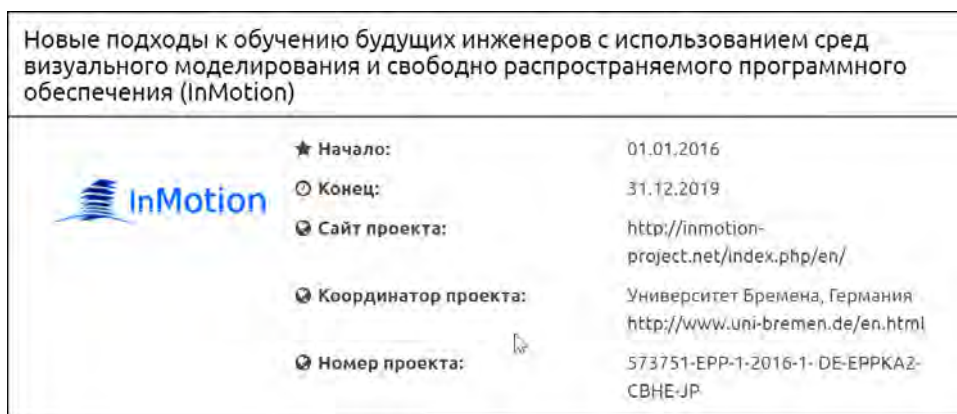 Новые подходы к обучению будущих инженеров с использованием сред
визуального моделирования и свободно распространяемого программного
обеспечения (InMotion)
InMotion
Начало: 01.01.2016
Конец: 31.12.2019
Сайт проекта: http://inmotion-
project.net/index.php/en/
Координатор проекта: Университет Бремена, Германия
http://www.uni-bremen.de/en.html
Номер проекта: 573751-EPP-1-2016-1- DE-EPPKA2-
CBHE-JP